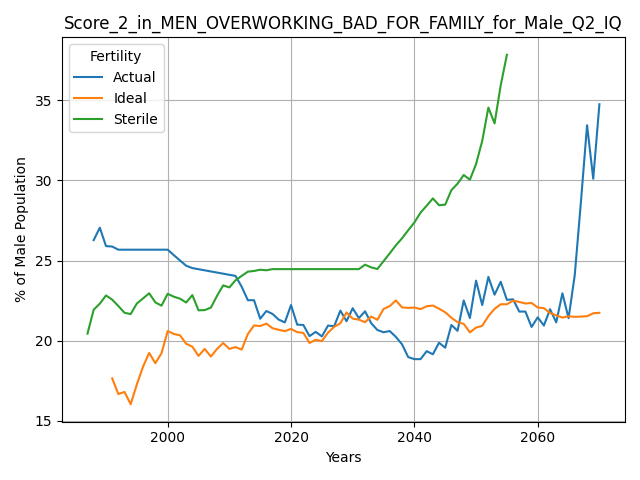 Score_2_in_MEN_OVERWORKING_BAD_FOR_FAMILY_for_Male_Q2_IQ
Fertility
Actual
Ideal
Sterile
% of Male Population
35
30
25
20
15
2000
2020
2040
2060
Years